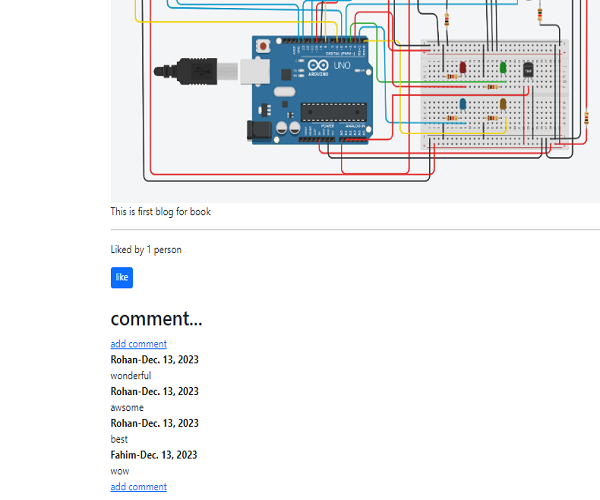 UNO
ARDUINO
This is first blog for book
Liked by 1 person
like
comment...
add comment
Rohan-Dec. 13, 2023
wonderful
Rohan-Dec. 13, 2023
awsome
Rohan-Dec. 13, 2023
best
Fahim-Dec. 13, 2023
wow
add comment